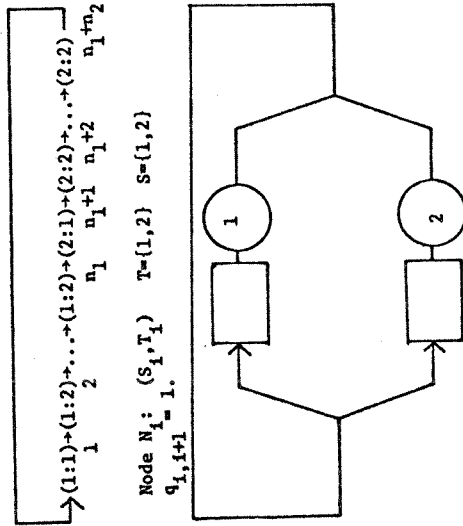 (1:1)→(1:2)→...→(1:2)→(2:1)→(2:2)→...→(2:2)
1 2 n₁ n₁+1 n₁+2 n₁+n₂
Node Nᵢ: (Sᵢ,Tᵢ) T={1,2} S={1,2}
qᵢ,ᵢ₊₁ = 1.
1
2